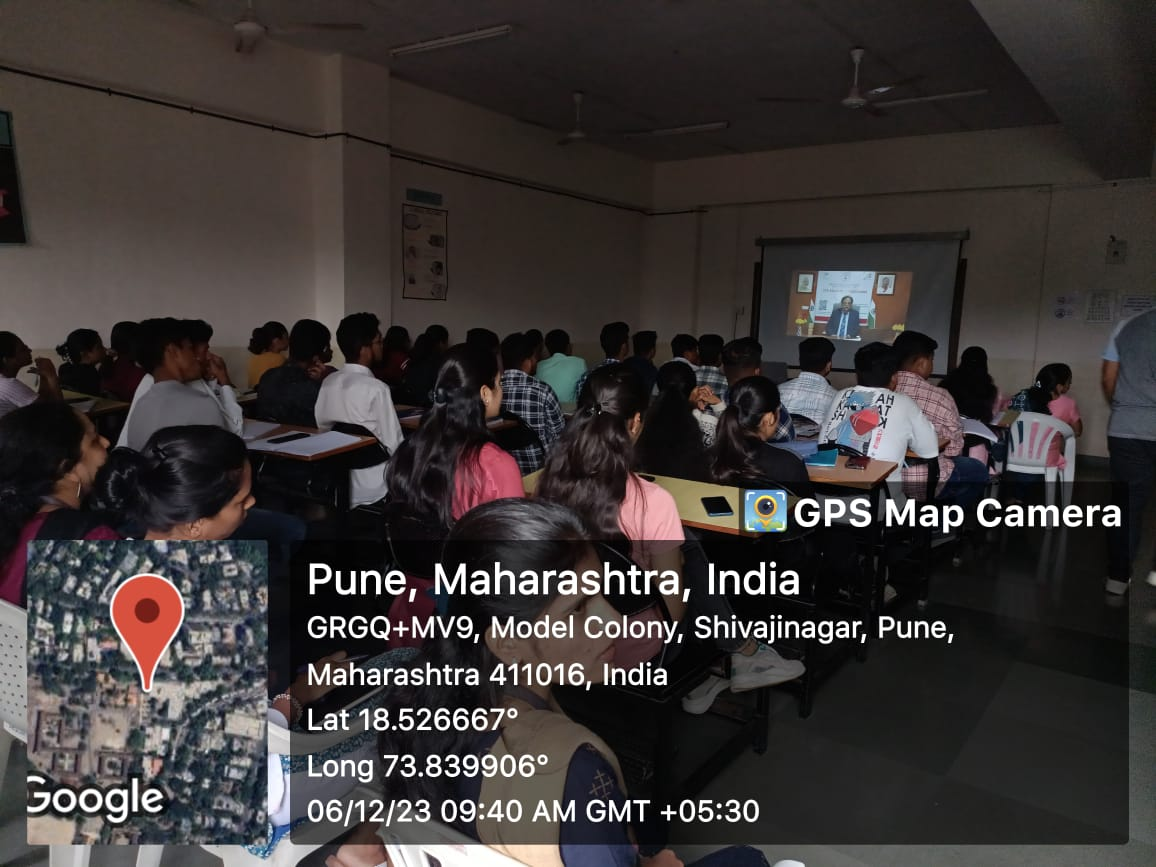 GPS Map Camera
Pune, Maharashtra, India
GRGQ+MV9, Model Colony, Shivajinagar, Pune,
Maharashtra 411016, India
Lat 18.526667°
Long 73.839906°
06/12/23 09:40 AM GMT +05:30
Google